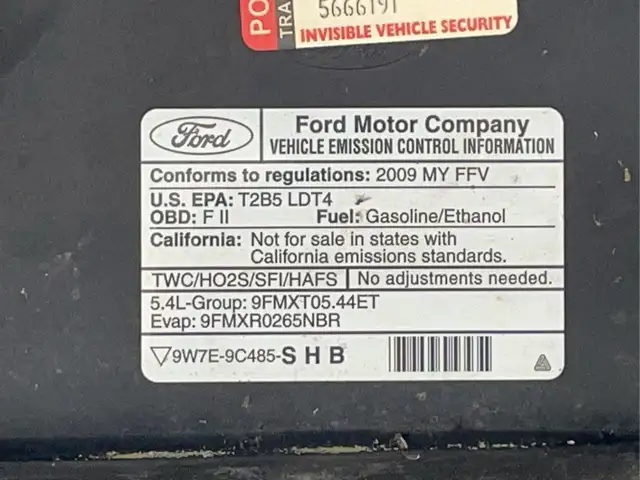 PO
TRA
5666191
INVISIBLE VEHICLE SECURITY
Ford
Ford Motor Company
VEHICLE EMISSION CONTROL INFORMATION
Conforms to regulations: 2009 MY FFV
U.S. EPA: T2B5 LDT4
OBD: F II Fuel: Gasoline/Ethanol
California: Not for sale in states with
California emissions standards.
TWC/HO2S/SFI/HAFS No adjustments needed.
5.4L-Group: 9FMXT05.44ET
Evap: 9FMXR0265NBR
9W7E-9C485-S H B